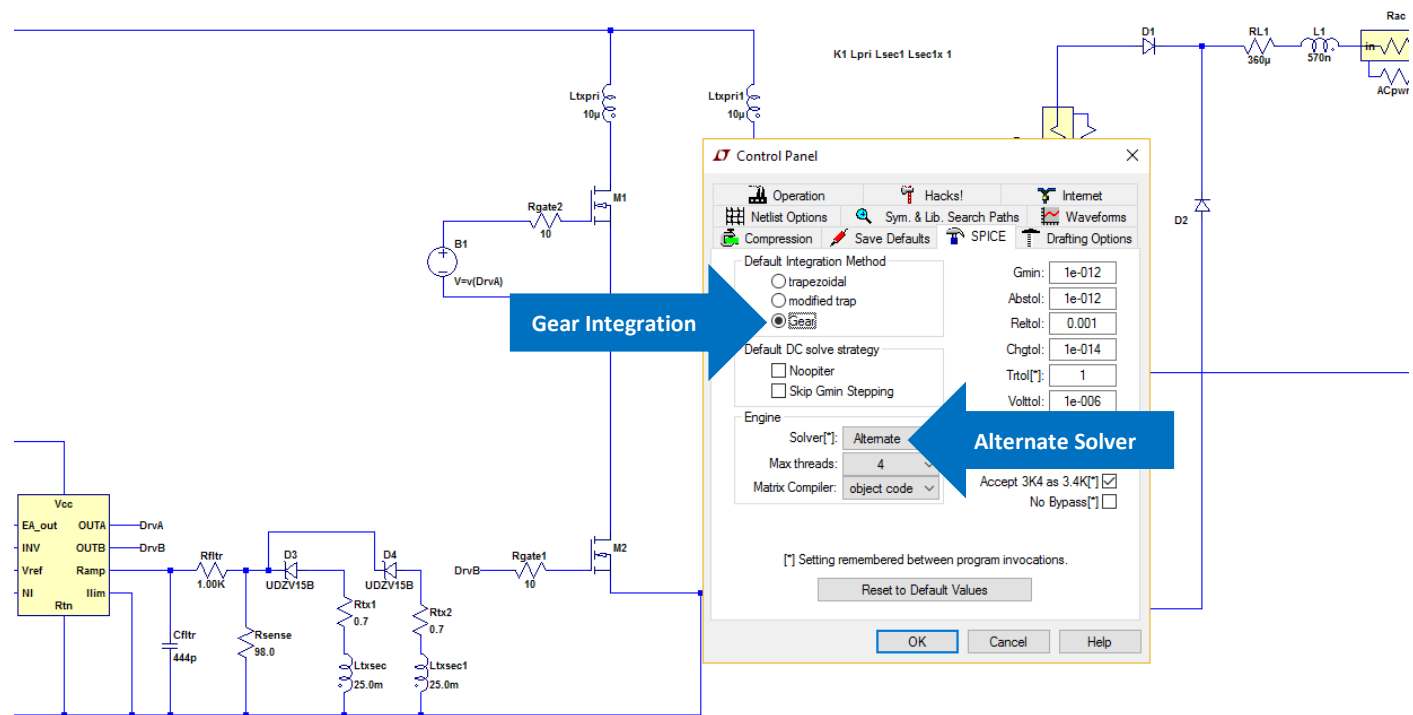 K1 Lpri Lsec1 Lsec1x 1
D1
RL1
360µ
L1
570n
Rac
in
ACpwr
D2
Ltxpri
10µ
Ltxpri1
10µ
M1
Rgate2
10
B1
V=v(DrvA)
Gear Integration
Control Panel
Operation
Hacks!
Internet
Netlist Options
Sym. & Lib. Search Paths
Waveforms
Compression
Save Defaults
SPICE
Drafting Options
Default Integration Method
trapezoidal
modified trap
Gear
Default DC solve strategy
Noopiter
Skip Gmin Stepping
Engine
Solver[*]: Alternate
Max threads: 4
Matrix Compiler: object code
Gmin: 1e-012
Abstol: 1e-012
Reltol: 0.001
Chgtol: 1e-014
Trtol[*]: 1
Volttol: 1e-006
Alternate Solver
Accept 3K4 as 3.4K[*]
No Bypass[*]
[*] Setting remembered between program invocations.
Reset to Default Values
OK
Cancel
Help
Vcc
EA_out OUTA
INV OUTB
Vref Ramp
NI Ilim
Rtn
DrvA
DrvB
Rfltr
1.00K
Cfltr
444p
Rsense
98.0
D3
UDZV15B
D4
UDZV15B
Rtx1
0.7
Rtx2
0.7
Ltxsec
25.0m
Ltxsec1
25.0m
DrvB
Rgate1
10
M2